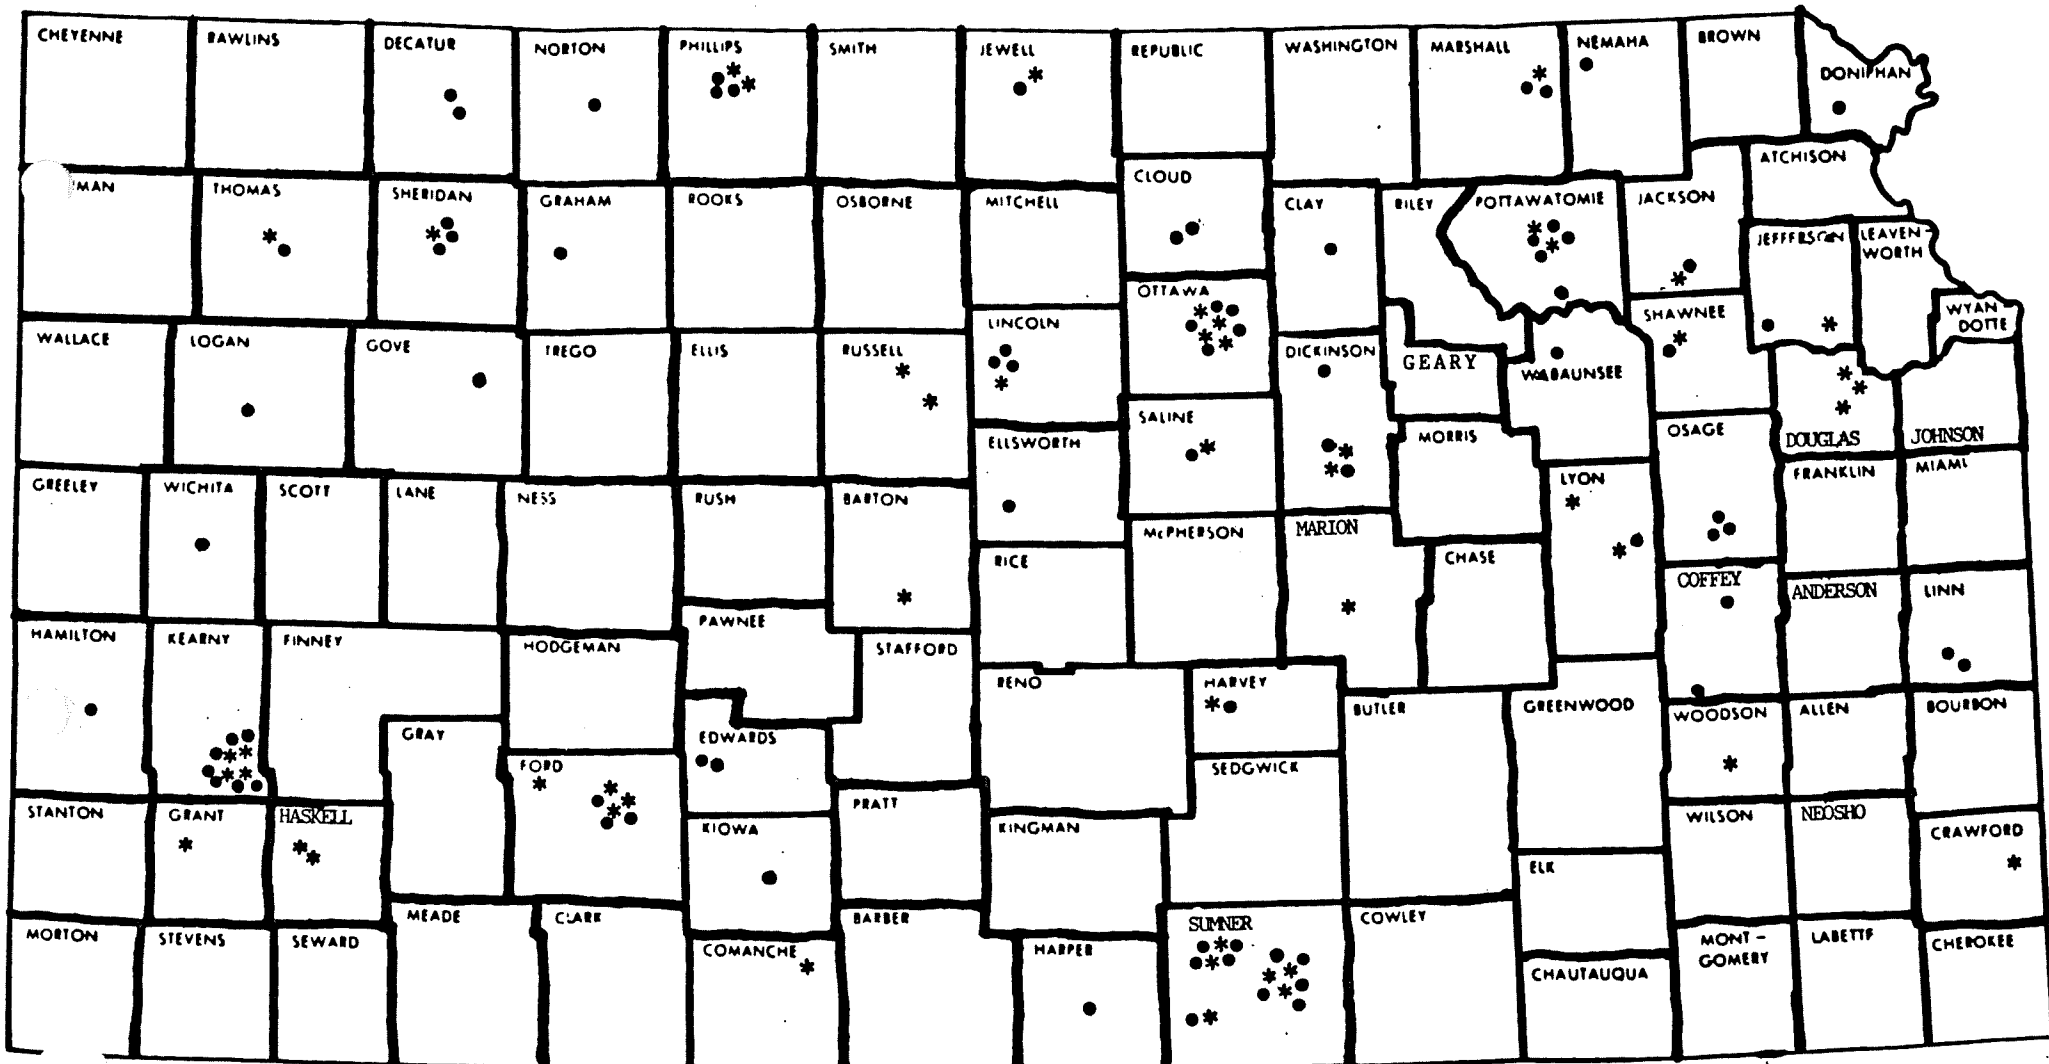 CHEYENNE
RAWLINS
DECATUR
NORTON
PHILLIPS
SMITH
JEWELL
REPUBLIC
WASHINGTON
MARSHALL
NEMAHA
BROWN
DONIPHAN
MAN
THOMAS
SHERIDAN
GRAHAM
ROOKS
OSBORNE
MITCHELL
CLOUD
CLAY
RILEY
POTTAWATOMIE
JACKSON
ATCHISON
JEFFERSON
LEAVEN-
WORTH
WYAN
DOTTE
WALLACE
LOGAN
GOVE
TREGO
ELLIS
RUSSELL
LINCOLN
OTTAWA
DICKINSON
GEARY
WABAUNSEE
SHAWNEE
DOUGLAS
JOHNSON
ELLSWORTH
SALINE
MORRIS
OSAGE
GREELEY
WICHITA
SCOTT
LANE
NESS
RUSH
BARTON
RICE
McPHERSON
MARION
CHASE
LYON
FRANKLIN
MIAMI
HAMILTON
KEARNY
FINNEY
HODGEMAN
PAWNEE
STAFFORD
COFFEY
ANDERSON
LINN
GRAY
FORD
EDWARDS
RENO
HARVEY
BUTLER
GREENWOOD
WOODSON
ALLEN
BOURBON
STANTON
GRANT
HASKELL
KIOWA
PRATT
KINGMAN
SEDGWICK
ELK
WILSON
NEOSHO
CRAWFORD
MORTON
STEVENS
SEWARD
MEADE
CLARK
COMANCHE
BARBER
HARPER
SUMNER
COWLEY
CHAUTAUQUA
MONT-
GOMERY
LABETTE
CHEROKEE